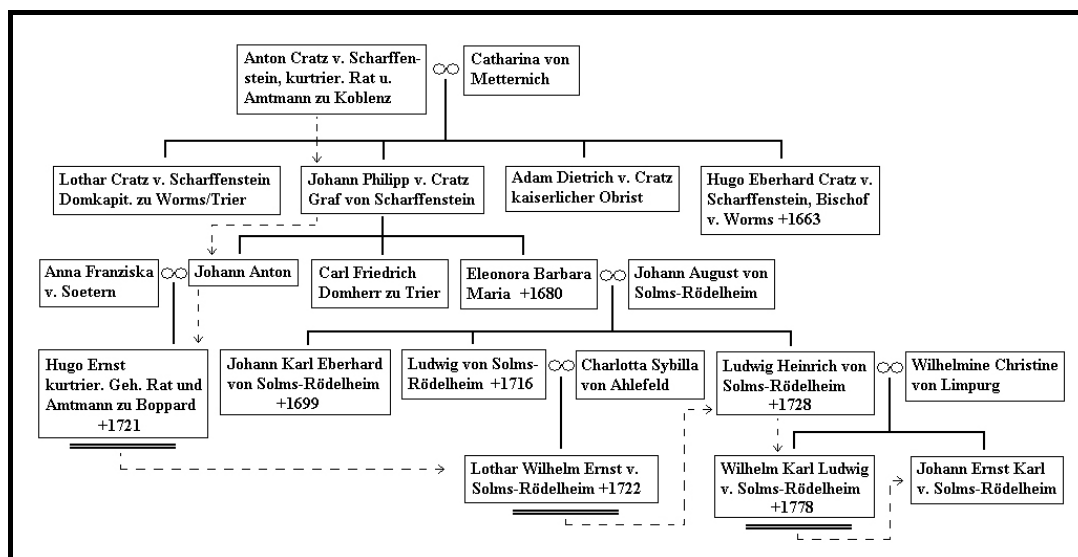 Anton Cratz v. Scharffen-
stein, kurtrier. Rat u.
Amtmann zu Koblenz
Catharina von
Metternich
Lothar Cratz v. Scharffenstein
Domkapit. zu Worms/Trier
Johann Philipp v. Cratz
Graf von Scharffenstein
Adam Dietrich v. Cratz
kaiserlicher Obrist
Hugo Eberhard Cratz v.
Scharffenstein, Bischof
v. Worms +1663
Anna Franziska
v. Soetern
Johann Anton
Carl Friedrich
Domherr zu Trier
Eleonora Barbara
Maria +1680
Johann August von
Solms-Rödelheim
Hugo Ernst
kurtrier. Geh. Rat und
Amtmann zu Boppard
+1721
Johann Karl Eberhard
von Solms-Rödelheim
+1699
Ludwig von Solms-
Rödelheim +1716
Charlotta Sybilla
von Ahlefeld
Ludwig Heinrich von
Solms-Rödelheim
+1728
Wilhelmine Christine
von Limpurg
Lothar Wilhelm Ernst v.
Solms-Rödelheim +1722
Wilhelm Karl Ludwig
v. Solms-Rödelheim
+1778
Johann Ernst Karl
v. Solms-Rödelheim